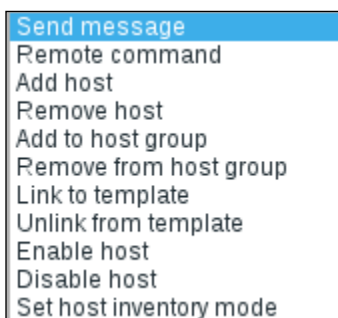 Send message
Remote command
Add host
Remove host
Add to host group
Remove from host group
Link to template
Unlink from template
Enable host
Disable host
Set host inventory mode